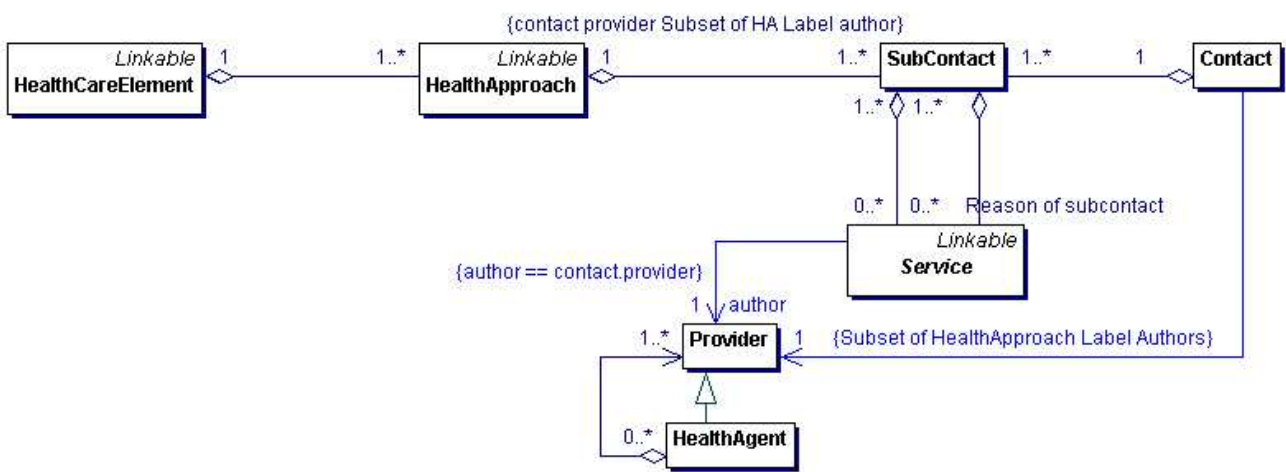 {contact provider Subset of HA Label author}
Linkable
HealthCareElement
1
1..*
Linkable
HealthApproach
1
1..*
SubContact
1..*
1
Contact
1..*
1..*
0..*
0..*
Reason of subcontact
Linkable
Service
{author == contact.provider}
1
author
1..*
Provider
1
{Subset of HealthApproach Label Authors}
0..*
HealthAgent